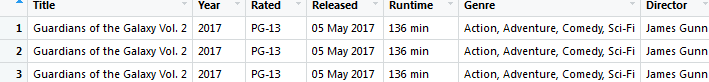 Title Year Rated Released Runtime Genre Director
1 Guardians of the Galaxy Vol. 2 2017 PG-13 05 May 2017 136 min Action, Adventure, Comedy, Sci-Fi James Gunn
2 Guardians of the Galaxy Vol. 2 2017 PG-13 05 May 2017 136 min Action, Adventure, Comedy, Sci-Fi James Gunn
3 Guardians of the Galaxy Vol. 2 2017 PG-13 05 May 2017 136 min Action, Adventure, Comedy, Sci-Fi James Gunn